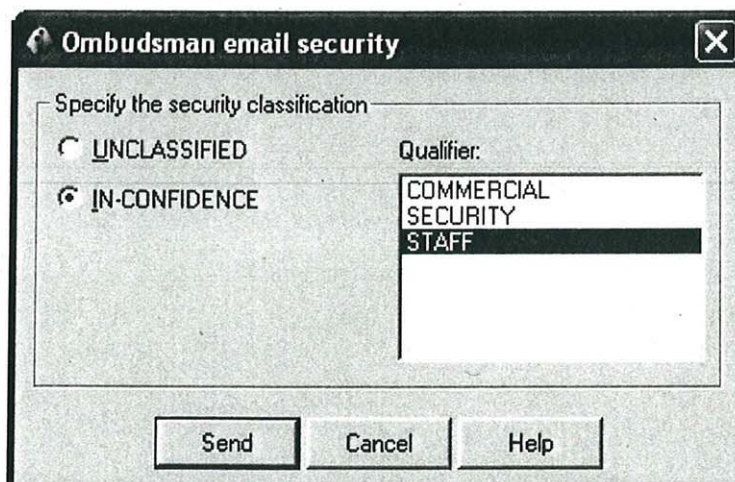 Ombudsman email security
Specify the security classification
UNCLASSIFIED
IN-CONFIDENCE
Qualifier:
COMMERCIAL
SECURITY
STAFF
Send
Cancel
Help